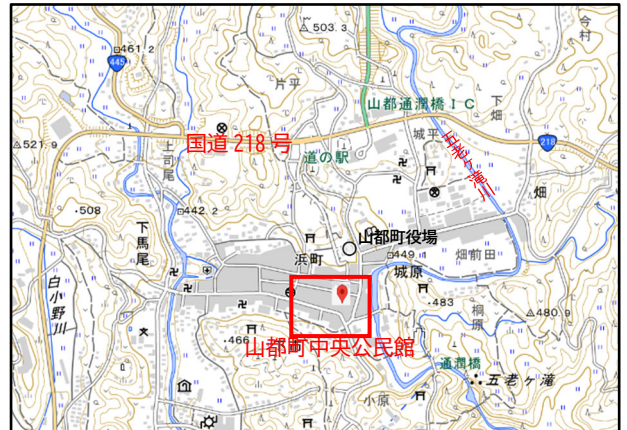 461.2
503.3
今村
445
片平
山都通潤橋IC
下畑
国道218号
道の駅
城平
五老ヶ滝川
218
521.9
上司尾
畑
508
442.2
山都町役場
下馬尾
浜町
449.1
畑前田
城原
白小野川
483
桐原
480.9
466
山都町中央公民館
通潤橋
五老ヶ滝
小原